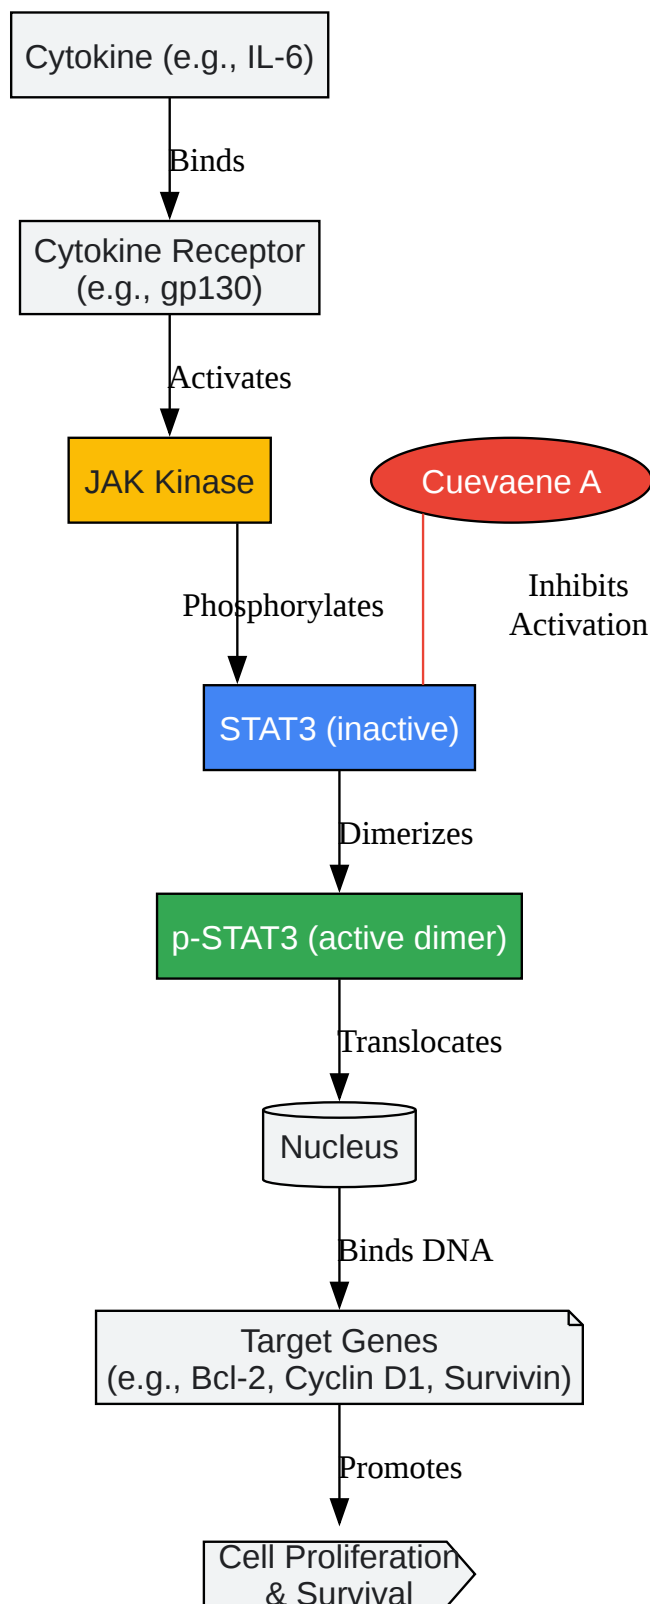 Cytokine (e.g., IL-6)
Binds
Cytokine Receptor
(e.g., gp130)
Activates
JAK Kinase
Cuevaene A
Phosphorylates
Inhibits
Activation
STAT3 (inactive)
Dimerizes
p-STAT3 (active dimer)
Translocates
Nucleus
Binds DNA
Target Genes
(e.g., Bcl-2, Cyclin D1, Survivin)
Promotes
Cell Proliferation
& Survival